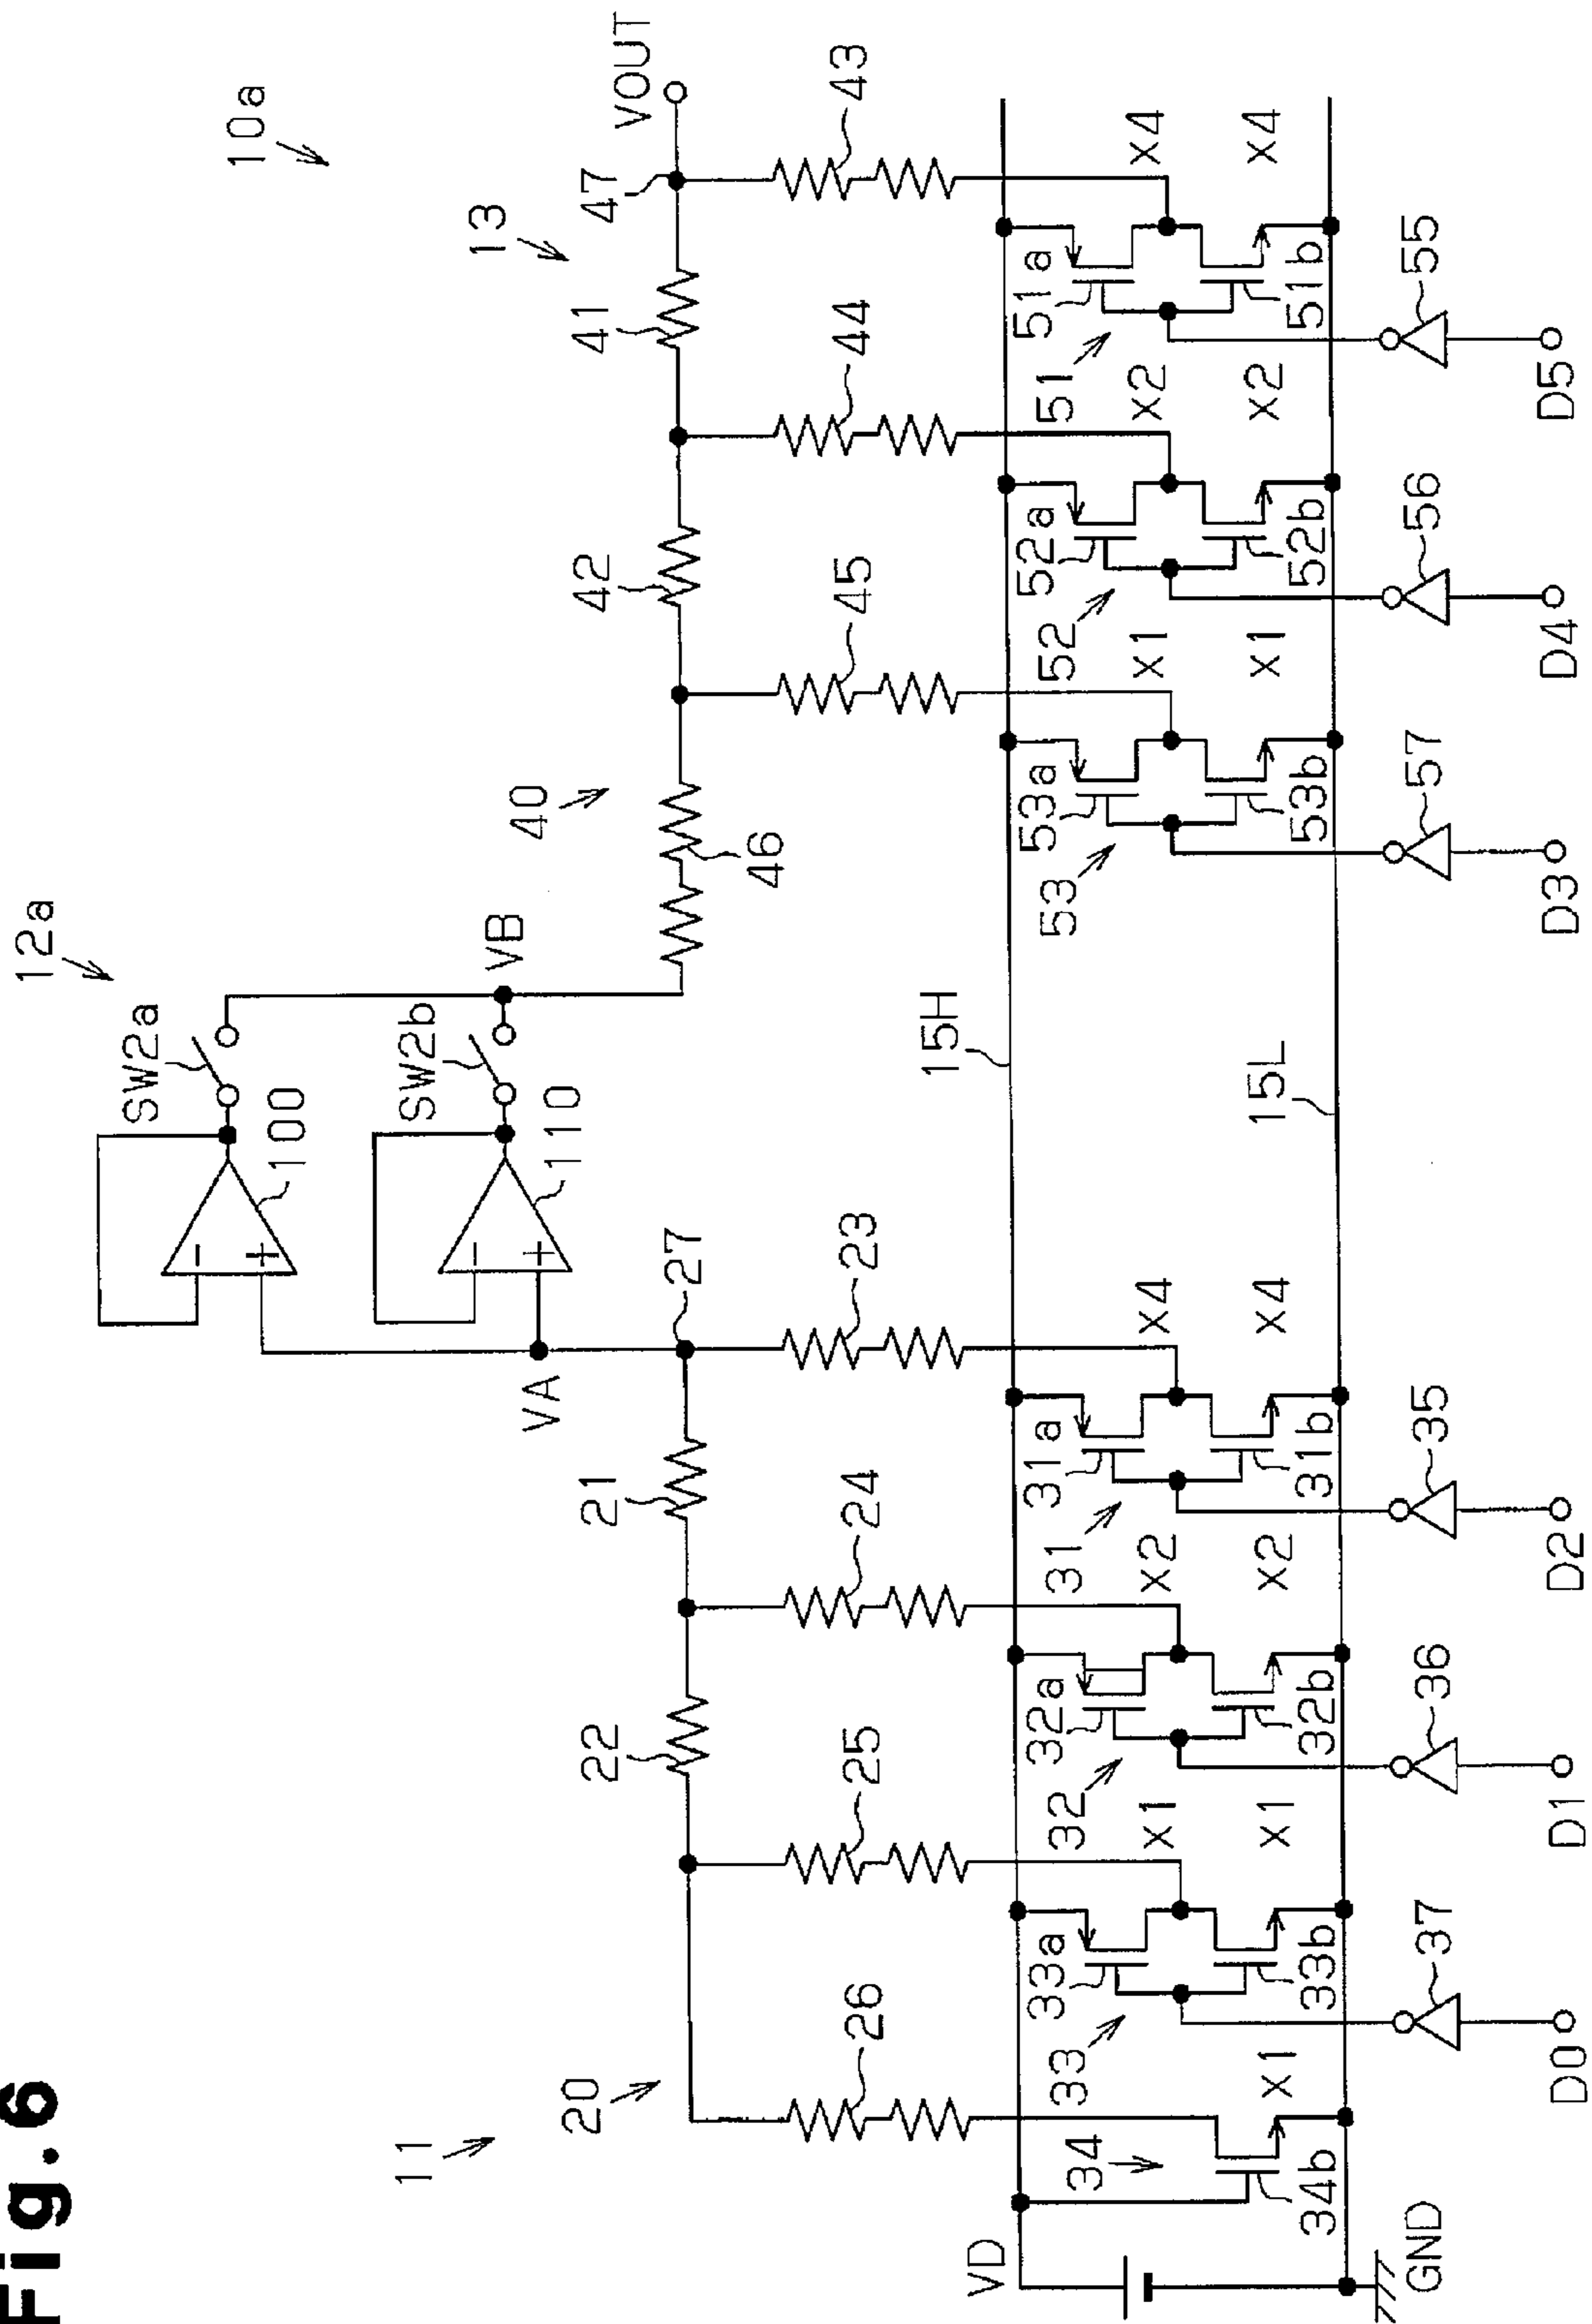 Fig.6
10a
12a
13
11
SW2a
100
SW2b
110
VB
VA
27
40
20
47
VOUT
26
22
25
21
24
23
46
45
42
44
41
43
VD
15H
15L
GND
34
34b
X1
33
33a
33b
X1
X1
32
32a
32b
X2
X2
31
31a
31b
X4
X4
53
53a
53b
X1
X1
52
52a
52b
X2
X2
51
51a
51b
X4
X4
37
36
35
57
56
55
D0
D1
D2
D3
D4
D5